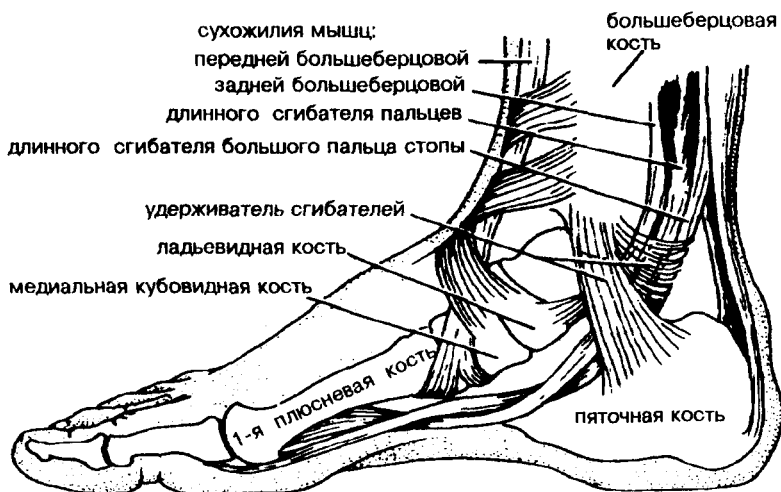 сухожилия мышц:
передней большеберцовой
задней большеберцовой
длинного сгибателя пальцев
длинного сгибателя большого пальца стопы
большеберцовая
кость
удерживатель сгибателей
ладьевидная кость
медиальная кубовидная кость
1-я плюсневая кость
пяточная кость